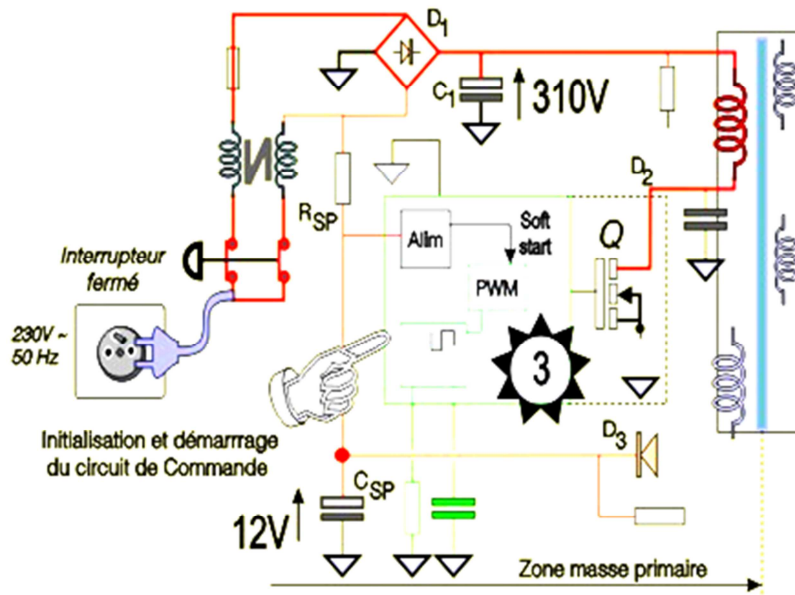 D1
C1
310V
D2
RSP
Alim
Soft
start
Q
PWM
Interrupteur
fermé
230V ~
50 Hz
3
Initialisation et démarrrage
du circuit de Commande
D3
CSP
12V
Zone masse primaire